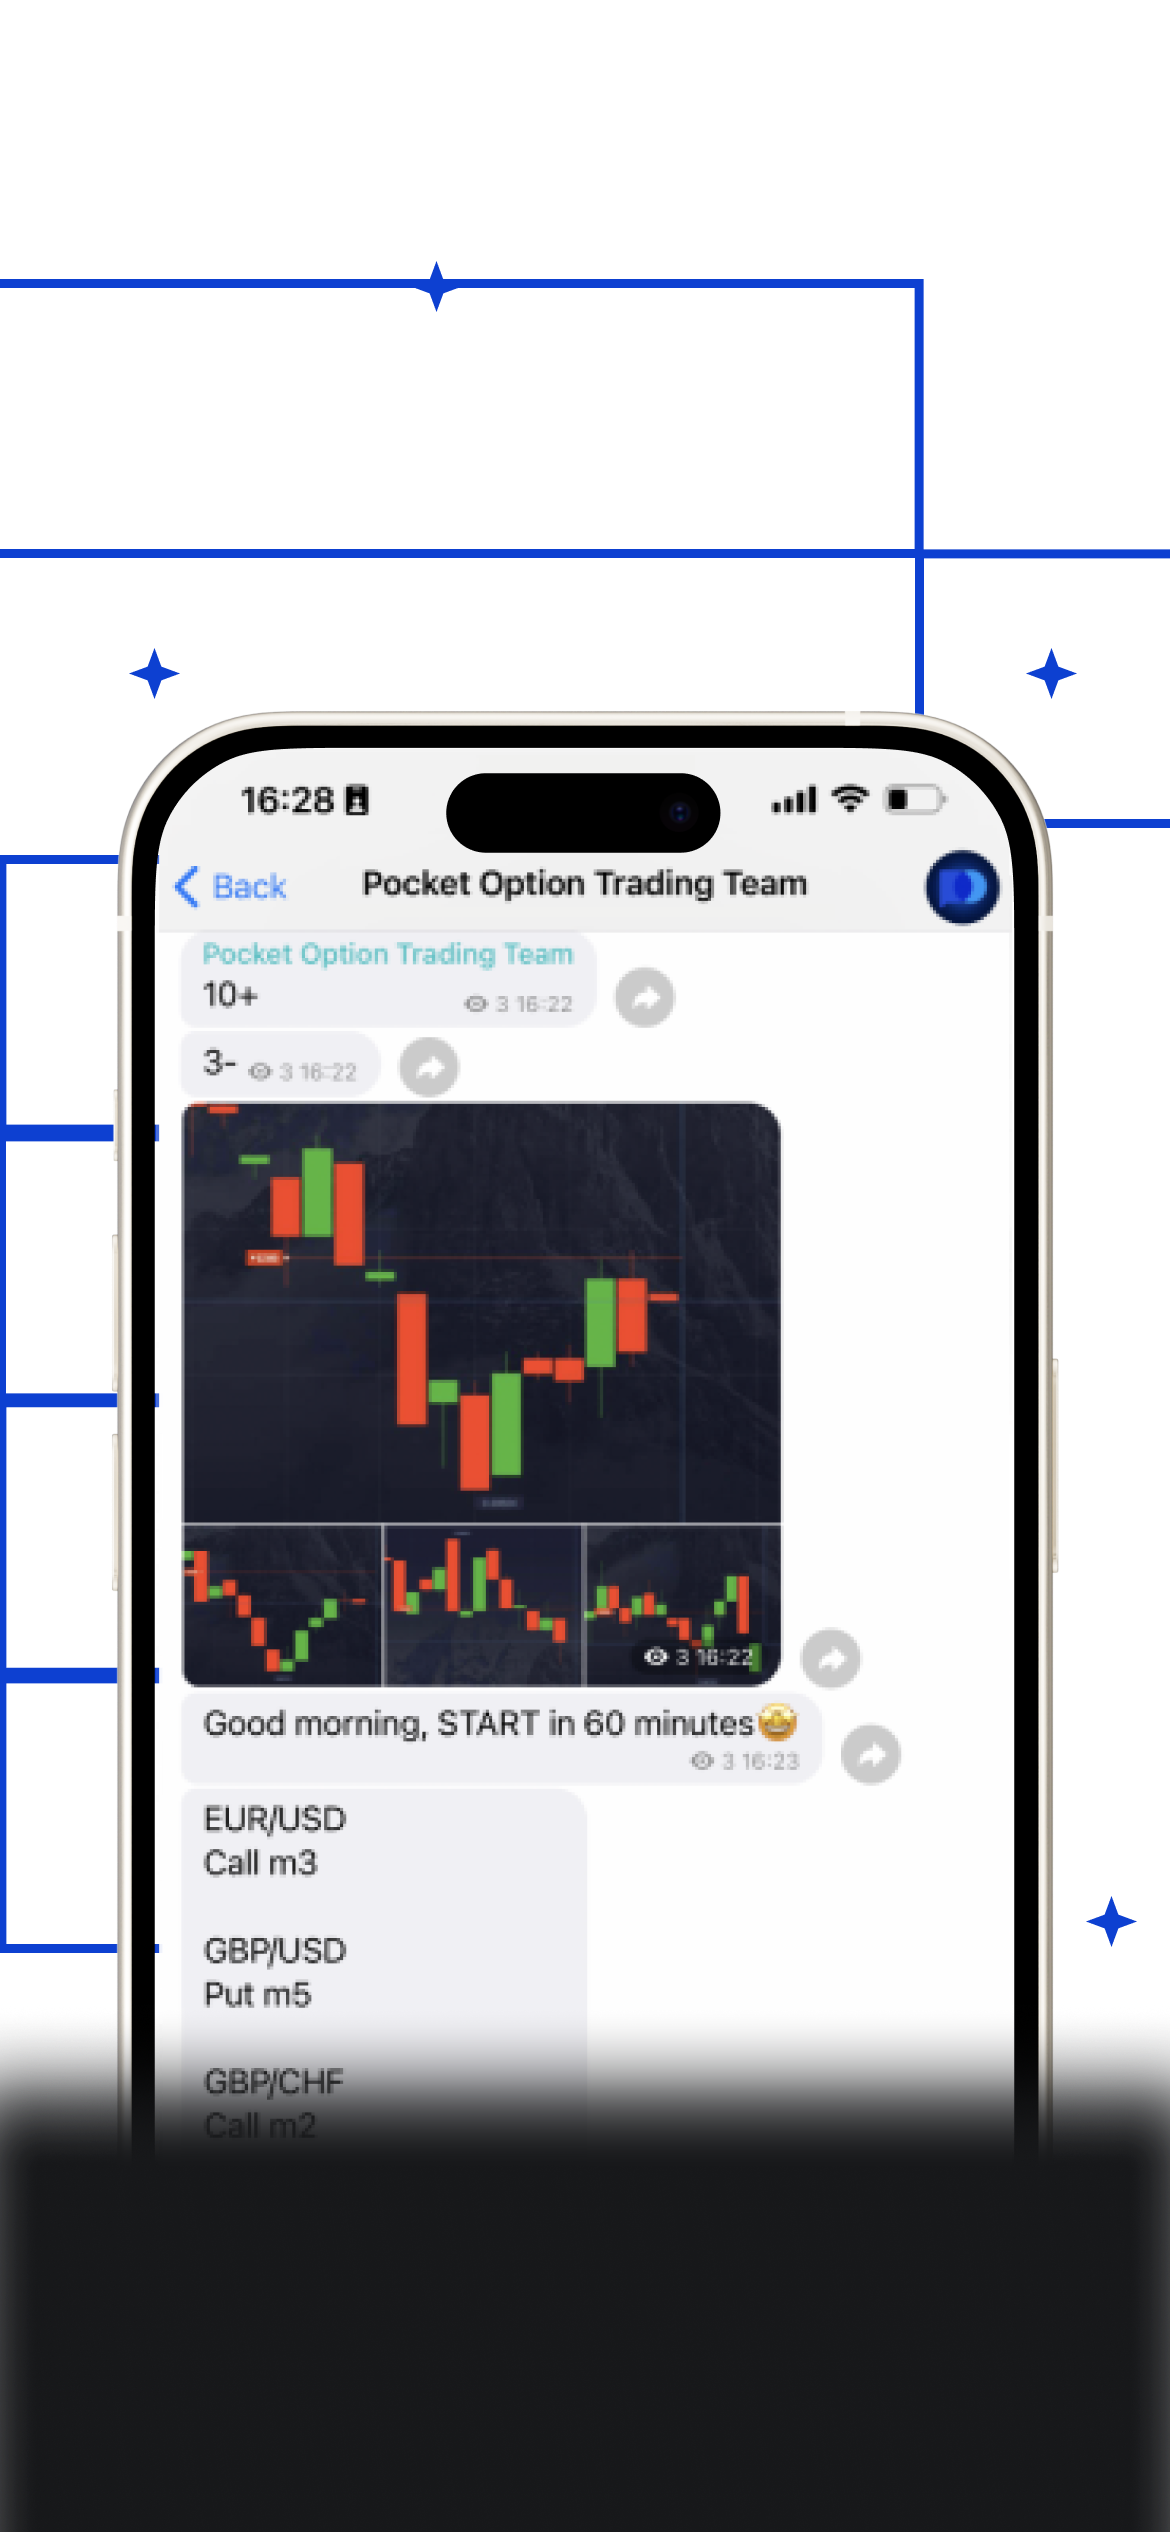 16:28
Back
Pocket Option Trading Team
Pocket Option Trading Team
10+
3 16:22
3- 3 16:22
3 16:22
Good morning, START in 60 minutes🤩
3 16:23
EUR/USD
Call m3
GBP/USD
Put m5
GBP/CHF
Call m2